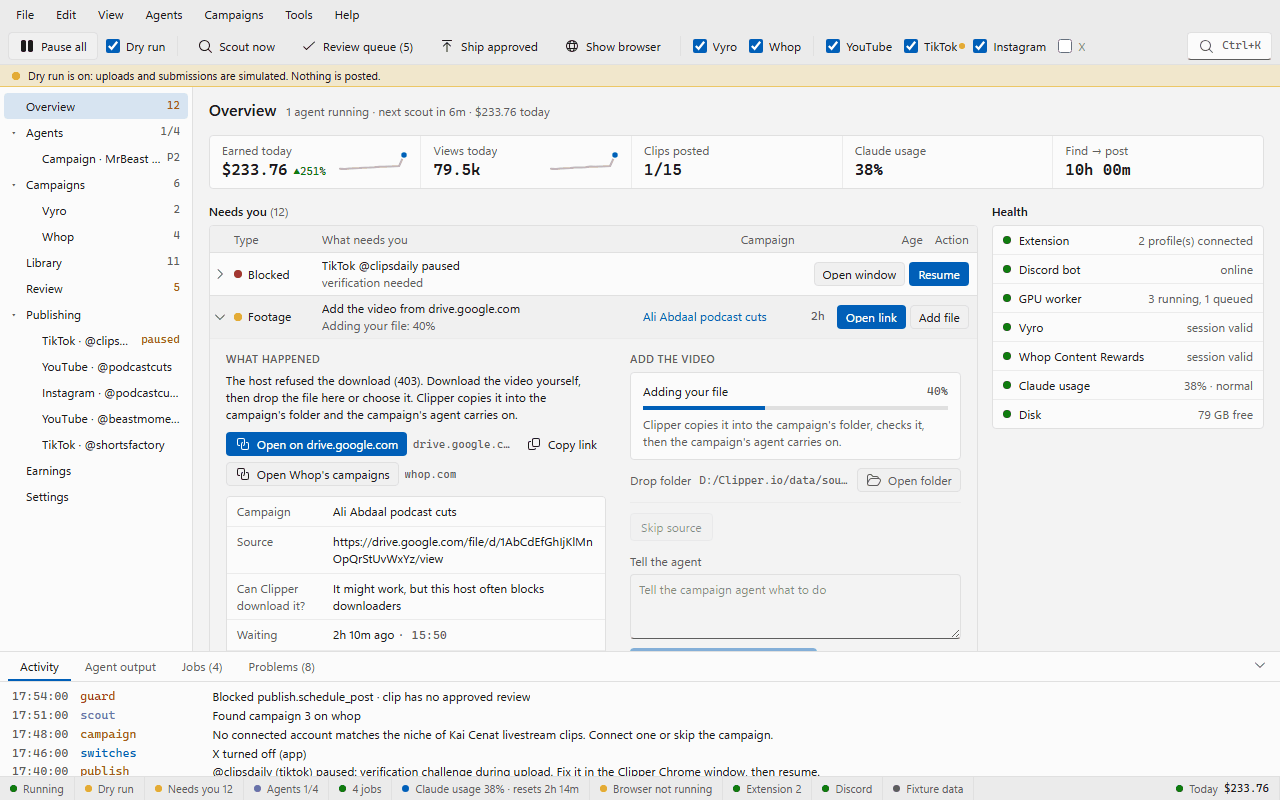 File Edit View Agents Campaigns Tools Help
Pause all Dry run Scout now Review queue (5) Ship approved Show browser Vyro Whop YouTube TikTok Instagram X Ctrl+K
Dry run is on: uploads and submissions are simulated. Nothing is posted.
Overview 12
Agents 1/4
Campaign · MrBeast ... P2
Campaigns 6
Vyro 2
Whop 4
Library 11
Review 5
Publishing
TikTok · @clips... paused
YouTube · @podcastcuts
Instagram · @podcastcu...
YouTube · @beastmome...
TikTok · @shortsfactory
Earnings
Settings
Overview 1 agent running · next scout in 6m · $233.76 today
Earned today
$233.76 ▲251%
Views today
79.5k
Clips posted
1/15
Claude usage
38%
Find → post
10h 00m
Needs you (12)
Type What needs you Campaign Age Action
Blocked
TikTok @clipsdaily paused
verification needed
Open window Resume
Footage
Add the video from drive.google.com
Adding your file: 40%
Ali Abdaal podcast cuts 2h Open link Add file
WHAT HAPPENED
The host refused the download (403). Download the video yourself,
then drop the file here or choose it. Clipper copies it into the
campaign's folder and the campaign's agent carries on.
Open on drive.google.com drive.google.c... Copy link
Open Whop's campaigns whop.com
Campaign Ali Abdaal podcast cuts
Source https://drive.google.com/file/d/1AbCdEfGhIjKlMn
OpQrStUvWxYz/view
Can Clipper
download it?
It might work, but this host often blocks
downloaders
Waiting 2h 10m ago · 15:50
ADD THE VIDEO
Adding your file 40%
Clipper copies it into the campaign's folder, checks it,
then the campaign's agent carries on.
Drop folder D:/Clipper.io/data/sou... Open folder
Skip source
Tell the agent
Tell the campaign agent what to do
Health
Extension 2 profile(s) connected
Discord bot online
GPU worker 3 running, 1 queued
Vyro session valid
Whop Content Rewards session valid
Claude usage 38% · normal
Disk 79 GB free
Activity Agent output Jobs (4) Problems (8)
17:54:00 guard Blocked publish.schedule_post · clip has no approved review
17:51:00 scout Found campaign 3 on whop
17:48:00 campaign No connected account matches the niche of Kai Cenat livestream clips. Connect one or skip the campaign.
17:46:00 switches X turned off (app)
17:40:00 publish @clipsdaily (tiktok) paused: verification challenge during upload. Fix it in the Clipper Chrome window, then resume.
Running Dry run Needs you 12 Agents 1/4 4 jobs Claude usage 38% · resets 2h 14m Browser not running Extension 2 Discord Fixture data Today $233.76